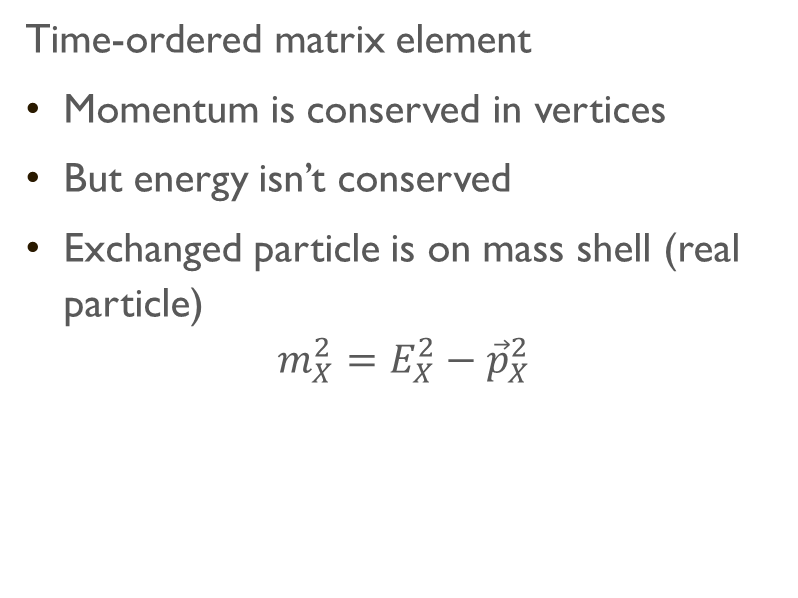 Time-ordered matrix element
• Momentum is conserved in vertices
• But energy isn’t conserved
• Exchanged particle is on mass shell (real
particle)
$m_X^2 = E_X^2 - \vec{p}_X^2$